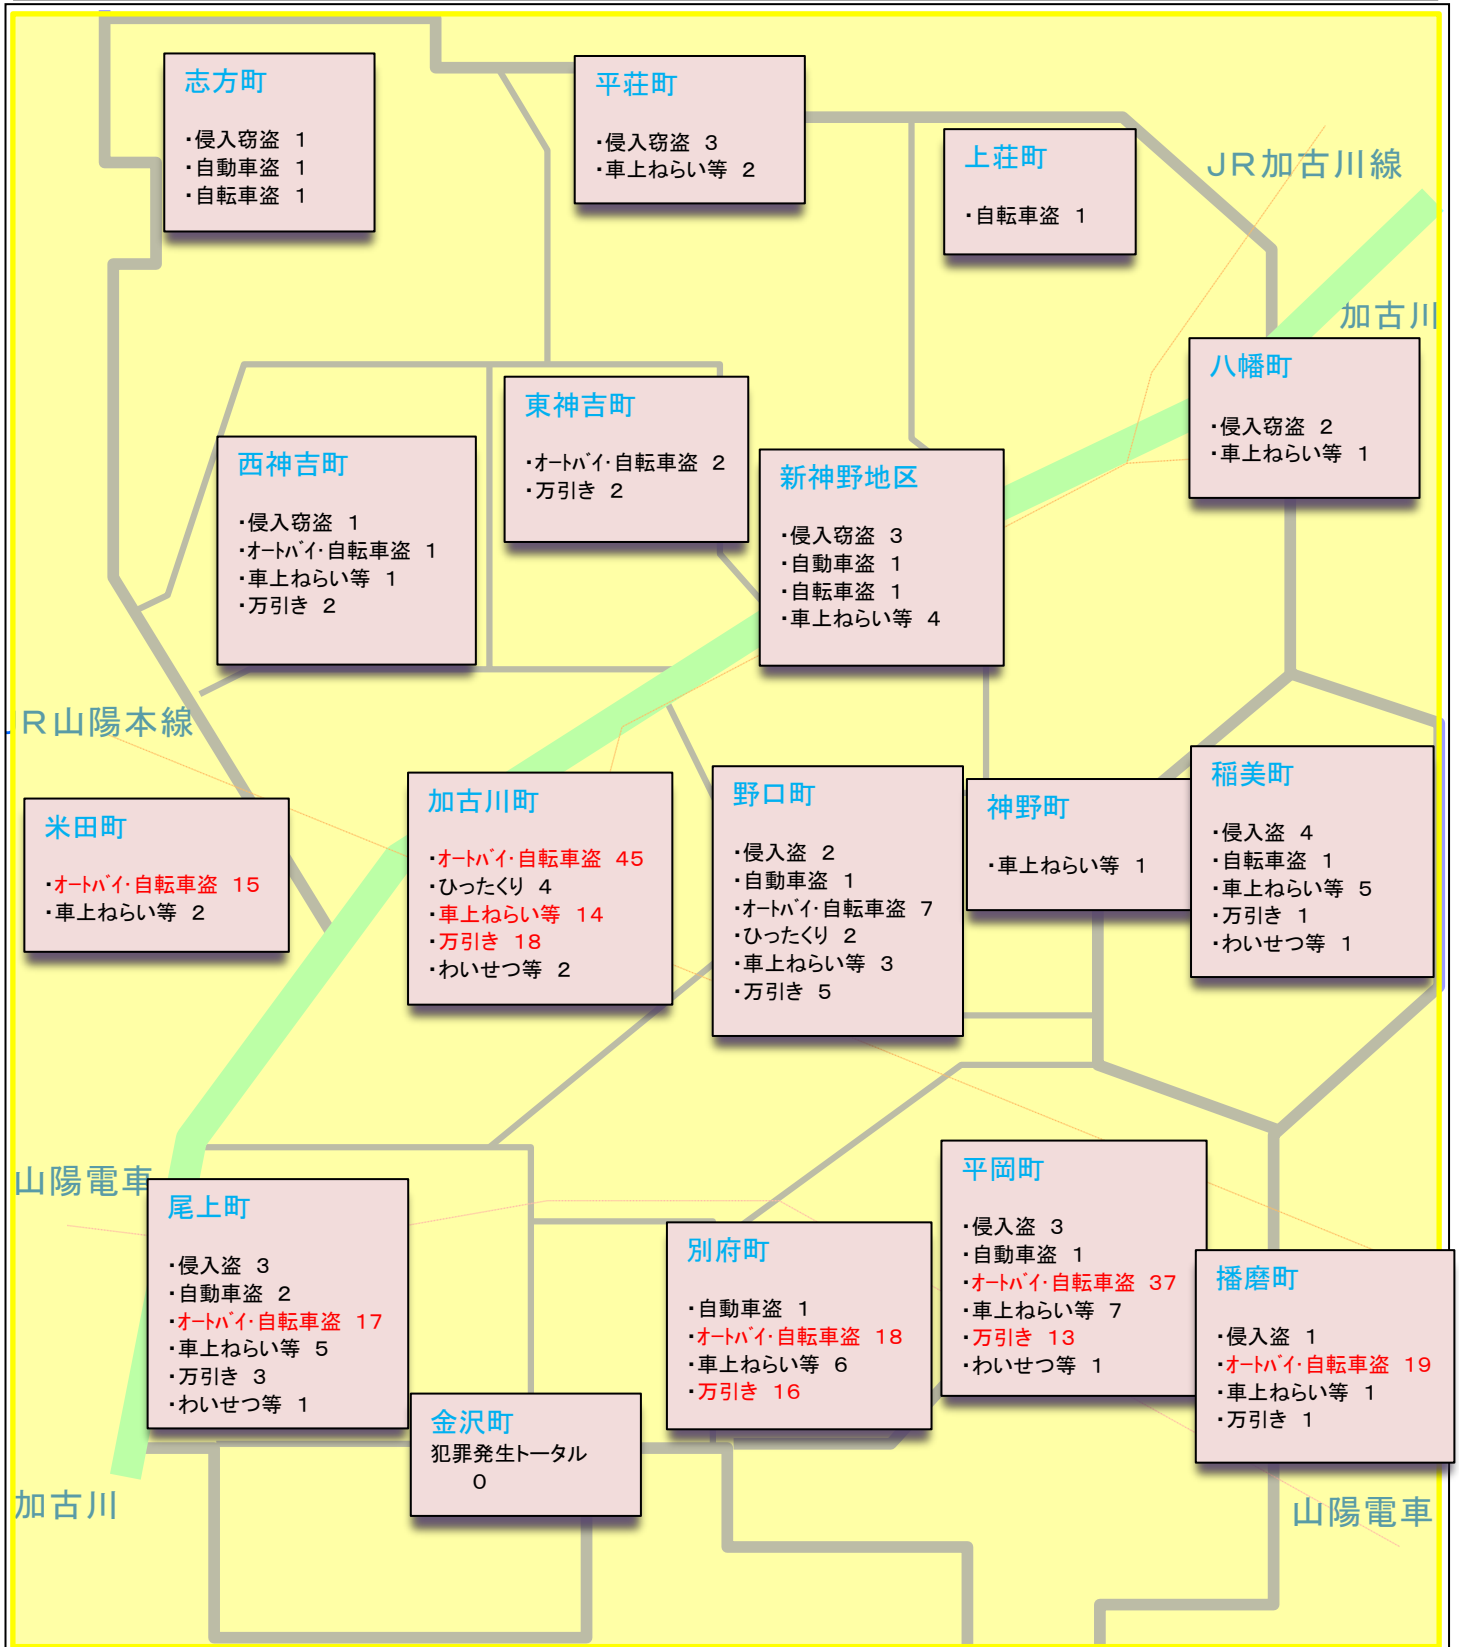 志方町
・侵入窃盗 1
・自動車盗 1
・自転車盗 1
平荘町
・侵入窃盗 3
・車上ねらい等 2
上荘町
・自転車盗 1
JR加古川線
加古川
八幡町
・侵入窃盗 2
・車上ねらい等 1
東神吉町
・ｵｰﾄﾊﾞｲ・自転車盗 2
・万引き 2
西神吉町
・侵入窃盗 1
・ｵｰﾄﾊﾞｲ・自転車盗 1
・車上ねらい等 1
・万引き 2
新神野地区
・侵入窃盗 3
・自動車盗 1
・自転車盗 1
・車上ねらい等 4
JR山陽本線
米田町
・ｵｰﾄﾊﾞｲ・自転車盗 15
・車上ねらい等 2
加古川町
・ｵｰﾄﾊﾞｲ・自転車盗 45
・ひったくり 4
・車上ねらい等 14
・万引き 18
・わいせつ等 2
野口町
・侵入盗 2
・自動車盗 1
・ｵｰﾄﾊﾞｲ・自転車盗 7
・ひったくり 2
・車上ねらい等 3
・万引き 5
神野町
・車上ねらい等 1
稲美町
・侵入盗 4
・自転車盗 1
・車上ねらい等 5
・万引き 1
・わいせつ等 1
山陽電車
尾上町
・侵入盗 3
・自動車盗 2
・ｵｰﾄﾊﾞｲ・自転車盗 17
・車上ねらい等 5
・万引き 3
・わいせつ等 1
金沢町
犯罪発生トータル
0
別府町
・自動車盗 1
・ｵｰﾄﾊﾞｲ・自転車盗 18
・車上ねらい等 6
・万引き 16
平岡町
・侵入盗 3
・自動車盗 1
・ｵｰﾄﾊﾞｲ・自転車盗 37
・車上ねらい等 7
・万引き 13
・わいせつ等 1
播磨町
・侵入盗 1
・ｵｰﾄﾊﾞｲ・自転車盗 19
・車上ねらい等 1
・万引き 1
加古川
山陽電車